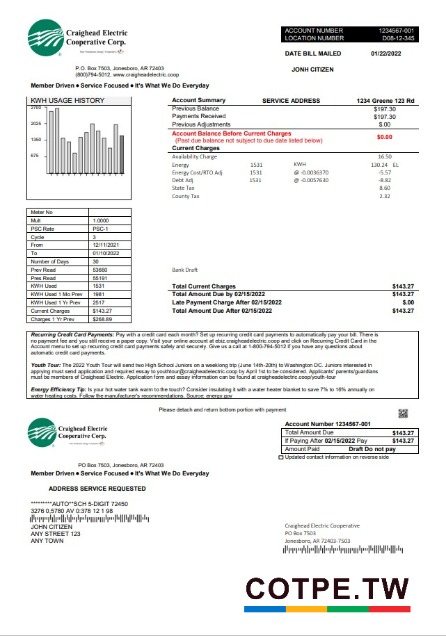 Craighead Electric
Cooperative Corp.
ACCOUNT NUMBER 1234567-001
LOCATION NUMBER D08-12-345
DATE BILL MAILED 01/22/2022
P.O. Box 7503, Jonesboro, AR 72403
(800)794-5012, www.craigheadelectric.coop
JONH CITIZEN
Member Driven ● Service Focused ● It's What We Do Everyday
KWH USAGE HISTORY
2700
2025
1350
675
Account Summary SERVICE ADDRESS 1234 Greene 123 Rd
Previous Balance $197.30
Payments Received $197.30
Previous Adjustments $.00
Account Balance Before Current Charges $0.00
(Past due balance not subject to due date listed below)
Current Charges
Availability Charge 16.50
Energy 1531 KWH 130.24 EL
Energy Cost/RTO Adj 1531 @ -0.0036370 -5.57
Debt Adj 1531 @ -0.0057630 -8.82
State Tax 8.60
County Tax 2.32
Meter No
Mult 1.0000
PSC Rate PSC-1
Cycle 3
From 12/11/2021
To 01/10/2022
Number of Days 30
Prev Read 53660
Pres Read 55191
KWH Used 1531
KWH Used 1 Mo Prev 1981
KWH Used 1 Yr Prev 2517
Current Charges $143.27
Charges 1 Yr Prev $268.89
Bank Draft
Total Current Charges $143.27
Total Amount Due by 02/15/2022 $143.27
Late Payment Charge After 02/15/2022 $.00
Total Amount Due After 02/15/2022 $143.27
Recurring Credit Card Payments: Pay with a credit card each month? Set up recurring credit card payments to automatically pay your bill. There is
no payment fee and you still receive a paper bill. Visit your online account at ebiz.craigheadelectric.coop and click on Recurring Credit Card in the
Account menu to set up recurring credit card payments safely and securely. Give us a call at 1-800-794-5012 if you have any questions about
automatic credit card payments.
Youth Tour: The 2022 Youth Tour will send two High School Juniors on a weeklong trip (June 14th-20th) to Washington DC. Juniors interested in
applying must send application and required essay to youthtour@craigheadelectric.coop by April 1st to be considered. Applicants' parents/guardians
must be members of Craighead Electric. Application form and essay information can be found at craigheadelectric.coop/youth-tour
Energy Efficiency Tip: Is your hot water tank warm to the touch? Consider insulating it with a water heater blanket to save 7% to 16% annually on
water heating costs. Follow the manufacturer's recommendations. Source: energy.gov
Please detach and return bottom portion with payment
Craighead Electric
Cooperative Corp.
Account Number 1234567-001
Total Amount Due $143.27
If Paying After 02/15/2022 Pay $143.27
Amount Paid Draft Do not pay
Updated contact information on reverse side
PO Box 7503, Jonesboro, AR 72403
Member Driven ● Service Focused ● It's What We Do Everyday
ADDRESS SERVICE REQUESTED
*********AUTO**SCH 5-DIGIT 72450
3276 0.5780 AV 0.378 12 1 98
JOHN CITIZEN
ANY STREET 123
ANY TOWN
Craighead Electric Cooperative
PO Box 7503
Jonesboro, AR 72403-7503
COTPE.TW